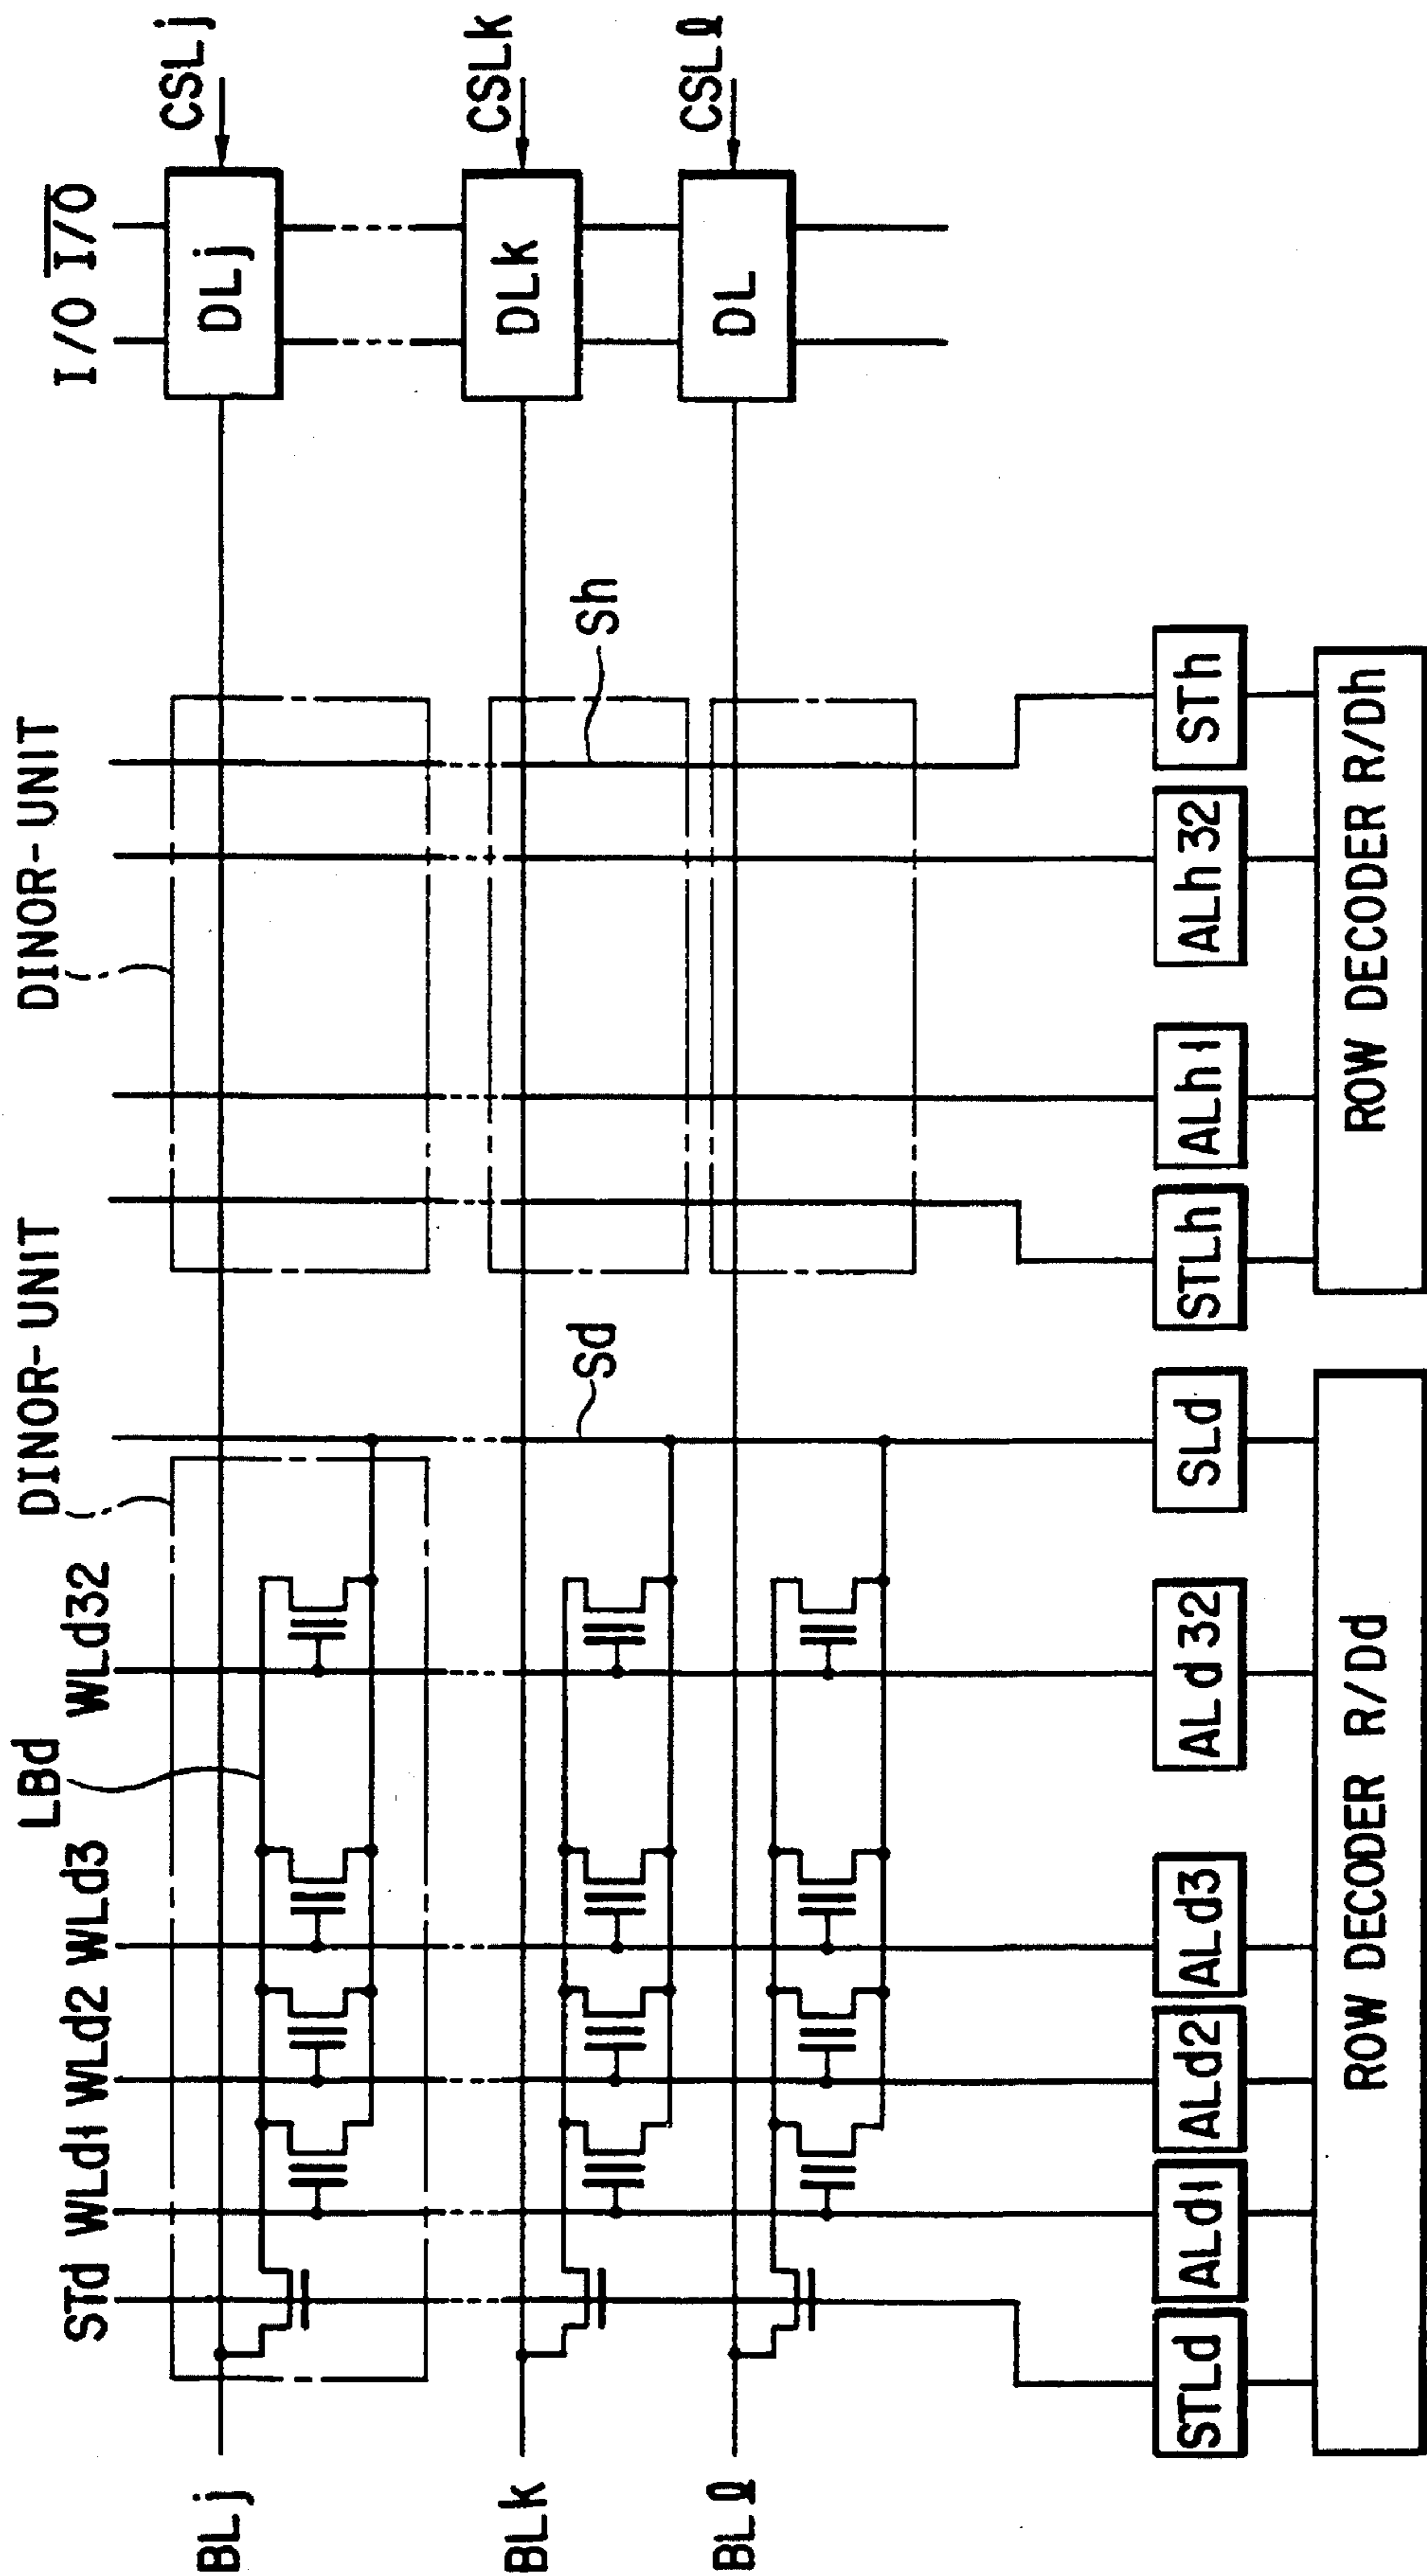 DINOR-UNIT
DINOR-UNIT
LBd
STd WLd1 WLd2 WLd3 WLd32
I/O I/O
BLj
DLj
CSLj
BLk
Sd
Sh
DLk
CSLk
BLℓ
DL
CSLℓ
STLd ALd1 ALd2 ALd3 ALd32 SLd STLh ALh1 ALh32 STh
ROW DECODER R/Dd
ROW DECODER R/Dh